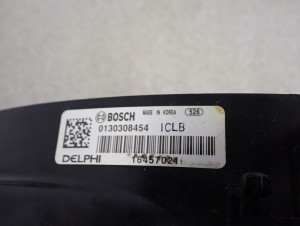 BOSCH MADE IN KOREA 526
0130308454 ICLB
DELPHI 16457024